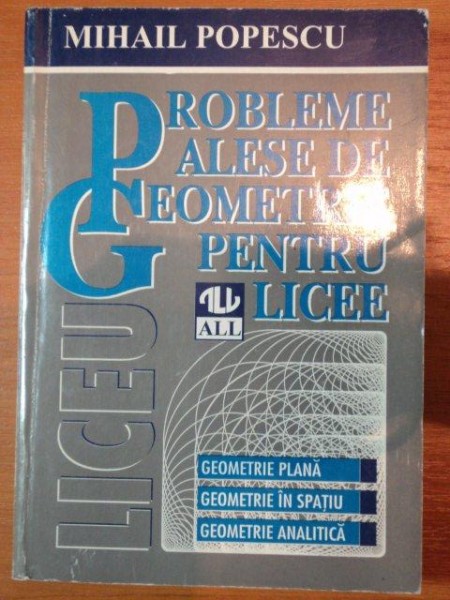 MIHAIL POPESCU
PROBLEME
ALESE DE
GEOMETRIE
PENTRU
LICEE
ALL
LICEU
GEOMETRIE PLANĂ
GEOMETRIE ÎN SPAȚIU
GEOMETRIE ANALITICĂ